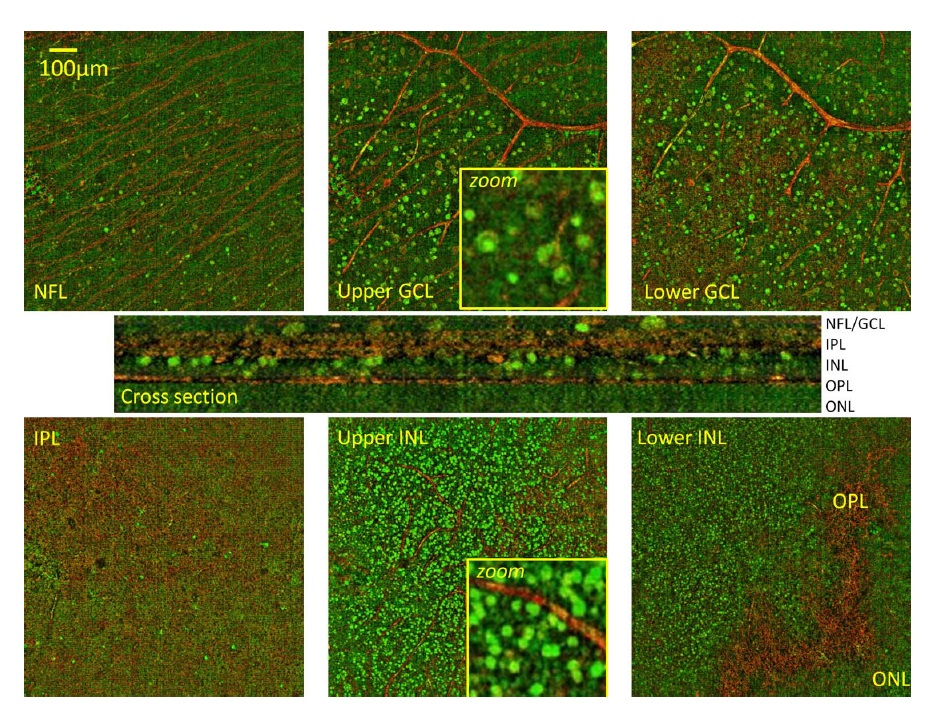 100µm
NFL
zoom
Upper GCL
Lower GCL
Cross section
NFL/GCL
IPL
INL
OPL
ONL
IPL
Upper INL
zoom
Lower INL
OPL
ONL